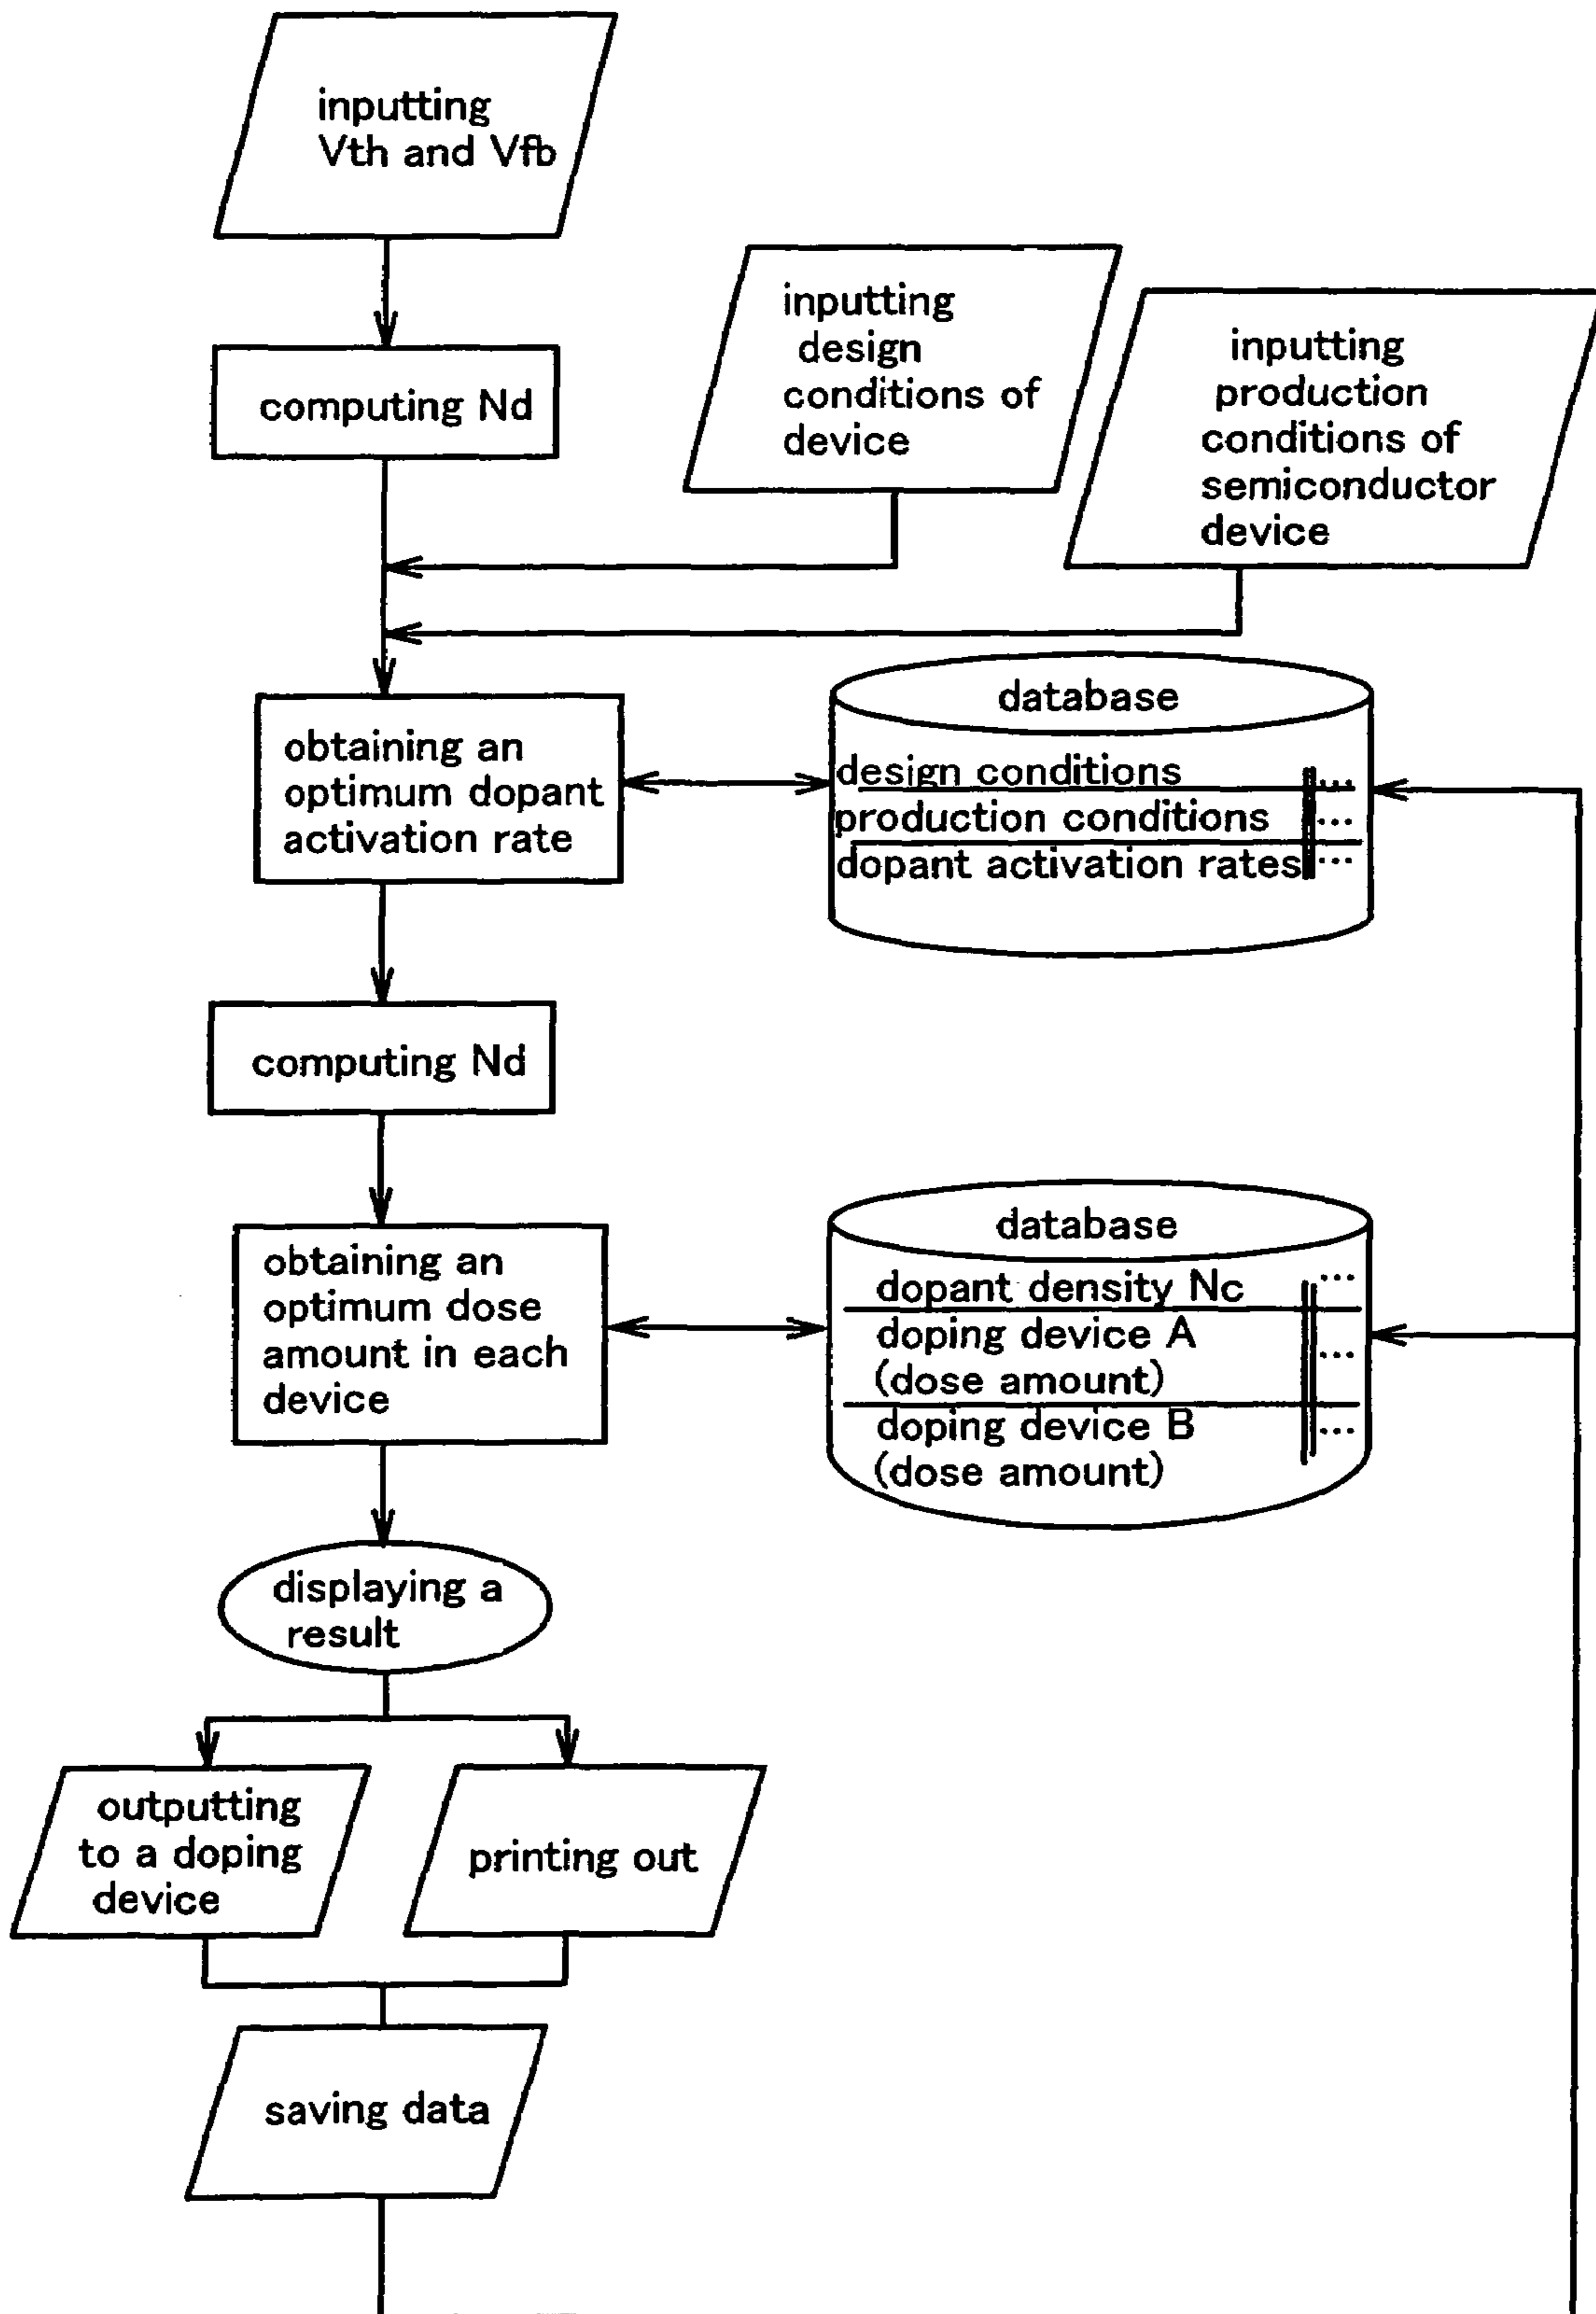 inputting
Vth and Vfb
inputting
design
conditions of
device
inputting
production
conditions of
semiconductor
device
computing Nd
obtaining an
optimum dopant
activation rate
database
design conditions
...
production conditions
...
dopant activation rates
...
computing Nd
obtaining an
optimum dose
amount in each
device
database
dopant density Nc
...
doping device A
...
(dose amount)
doping device B
...
(dose amount)
displaying a
result
outputting
to a doping
device
printing out
saving data